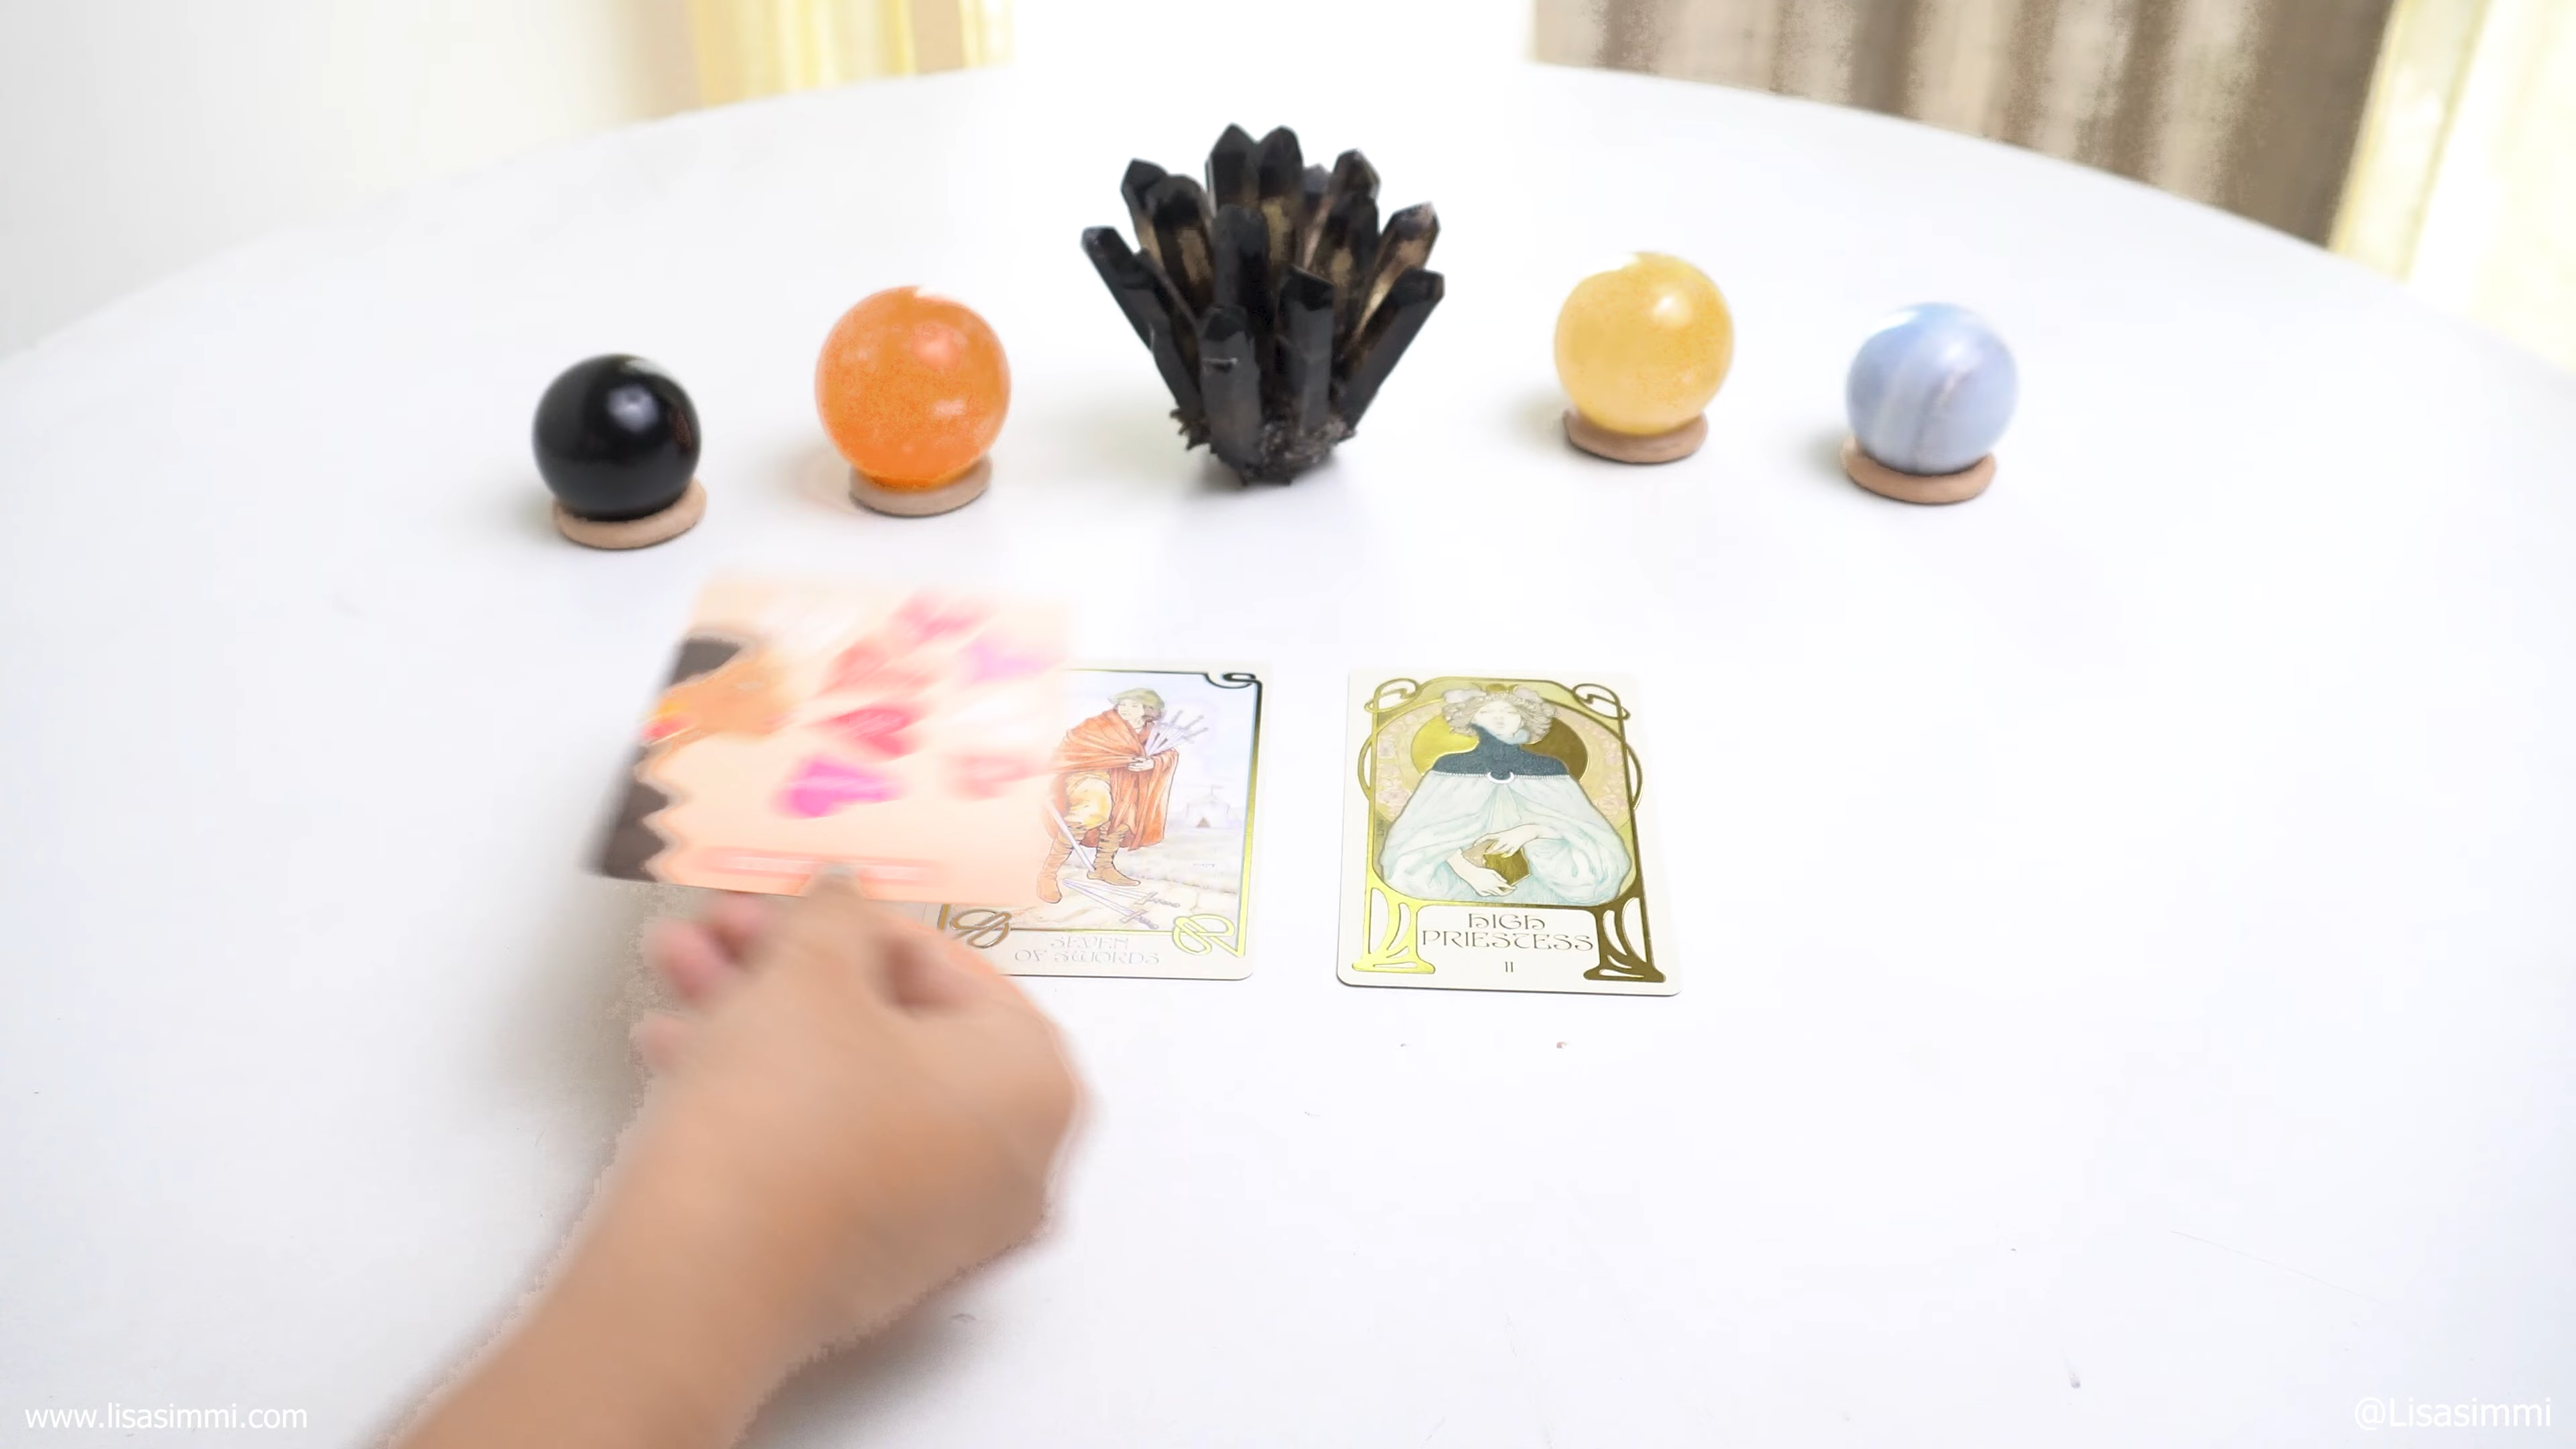 SEVEN
OF SWORDS
HIGH
PRIESTESS
II
www.lisasimmi.com
@Lisasimmi